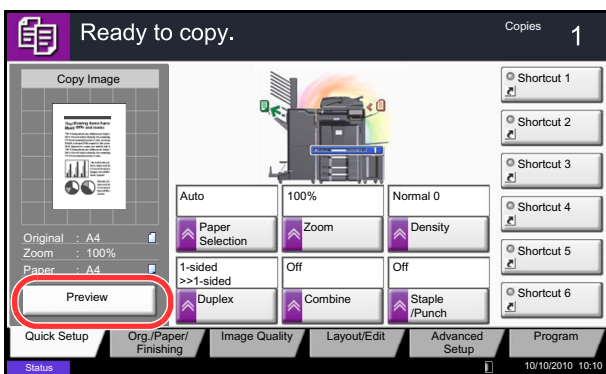 Ready to copy.
Copies 1
Copy Image
Original : A4
Zoom : 100%
Paper : A4
Preview
Auto
Paper
Selection
100%
Zoom
Normal 0
Density
1-sided
>>1-sided
Duplex
Off
Combine
Off
Staple
/Punch
Shortcut 1
Shortcut 2
Shortcut 3
Shortcut 4
Shortcut 5
Shortcut 6
Quick Setup
Org./Paper/
Finishing
Image Quality
Layout/Edit
Advanced
Setup
Program
Status
10/10/2010 10:10